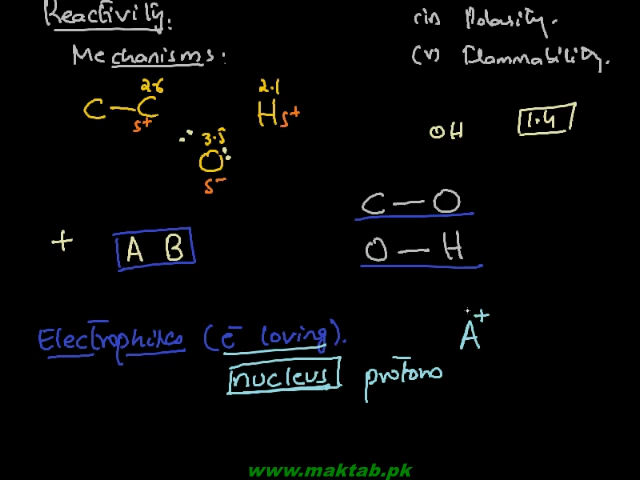 Reactivity.
Mechanisms:
(iv) Polarity.
(v) Flammability.
2.6
C — C
δ+
2.1
H δ+
3.5
O
δ-
OH
1.4
C — O
O — H
+ A B
Electrophiles (e- loving).
A+
nucleus protons
www.maktab.pk